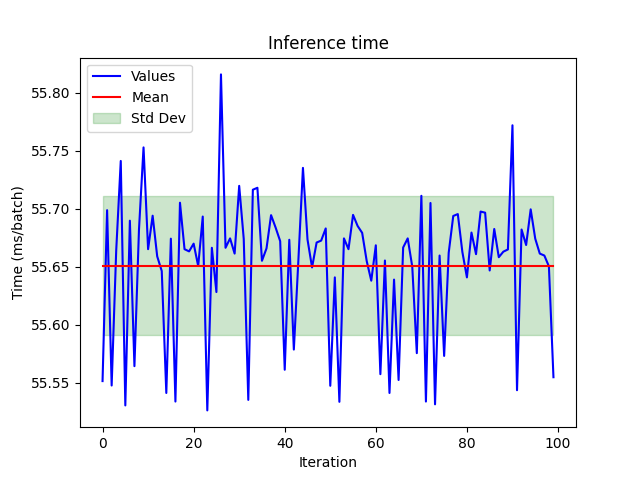 Inference time
Values
Mean
Std Dev
Time (ms/batch)
55.80
55.75
55.70
55.65
55.60
55.55
0 20 40 60 80 100
Iteration